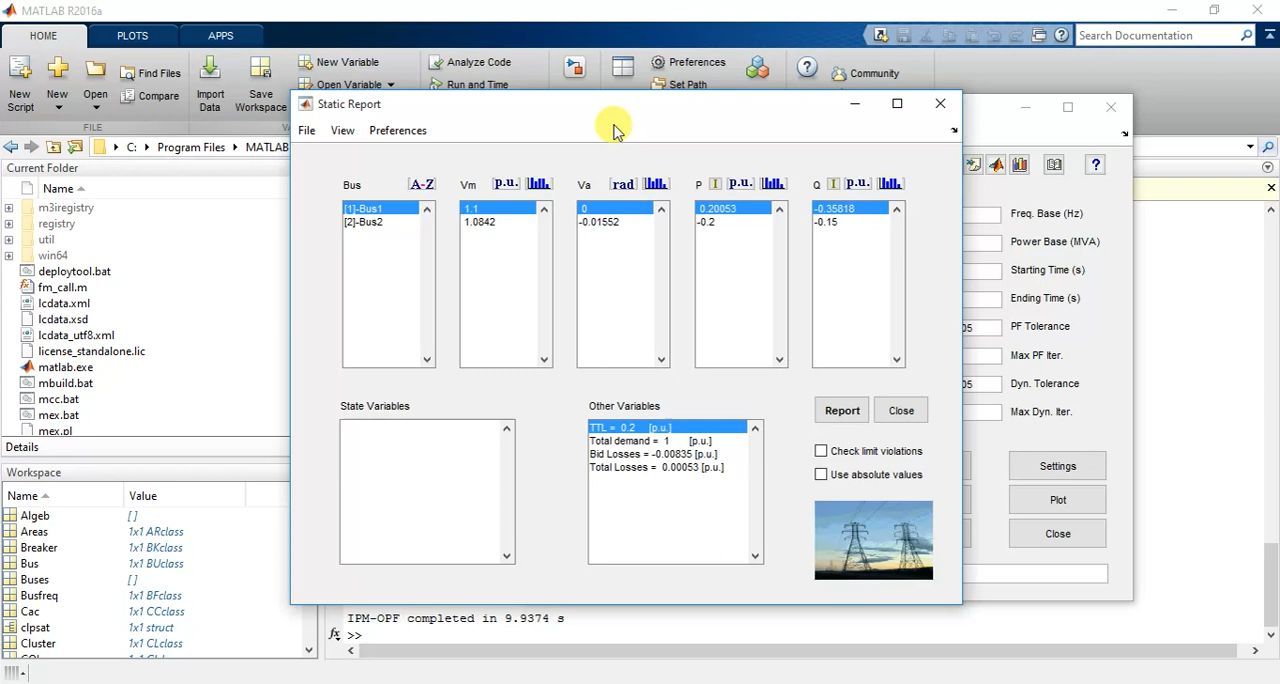 MATLAB R2016a
HOME
PLOTS
APPS
Search Documentation
New Script
New
Open
Find Files
Compare
Import Data
Save Workspace
New Variable
Open Variable
Analyze Code
Run and Time
Preferences
Set Path
Community
FILE
VA
C: Program Files MATLAB
Current Folder
Name
m3iregistry
registry
util
win64
deploytool.bat
fm_call.m
lcdata.xml
lcdata.xsd
lcdata_utf8.xml
license_standalone.lic
matlab.exe
mbuild.bat
mcc.bat
mex.bat
mex.pl
Details
Workspace
Name Value
Algeb []
Areas 1x1 ARclass
Breaker 1x1 BKclass
Bus 1x1 BUclass
Buses []
Busfreq 1x1 BFclass
Cac 1x1 CCclass
clpsat 1x1 struct
Cluster 1x1 CLclass
Static Report
File View Preferences
Bus A-Z Vm p.u. Va rad P I p.u. Q I p.u.
[1]-Bus1 1.1 0 0.20053 -0.35818
[2]-Bus2 1.0842 -0.01552 -0.2 -0.15
State Variables
Other Variables
TTL = 0.2 [p.u.]
Total demand = 1 [p.u.]
Bid Losses = -0.00835 [p.u.]
Total Losses = 0.00053 [p.u.]
Report
Close
Check limit violations
Use absolute values
Freq. Base (Hz)
Power Base (MVA)
Starting Time (s)
Ending Time (s)
05 PF Tolerance
Max PF Iter.
05 Dyn. Tolerance
Max Dyn. Iter.
Settings
Plot
Close
IPM-OPF completed in 9.9374 s
fx >>